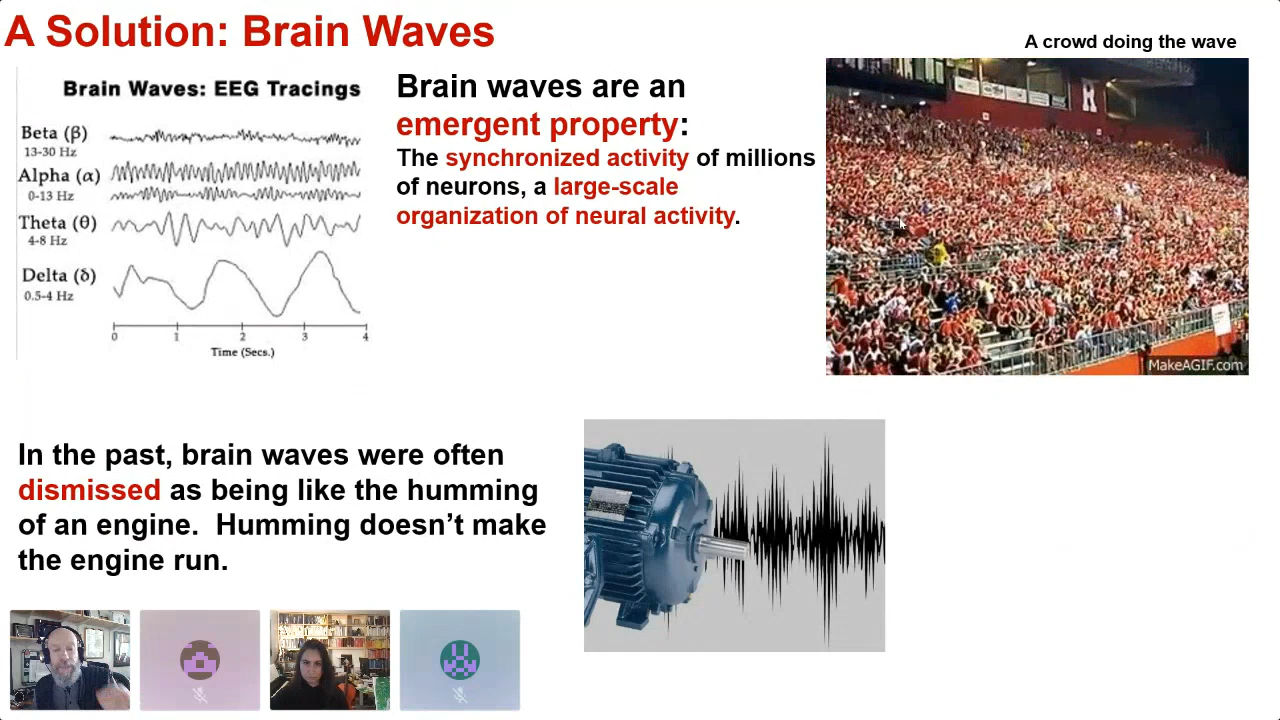 A Solution: Brain Waves
A crowd doing the wave
Brain Waves: EEG Tracings
Beta (β)
13-30 Hz
Alpha (α)
0-13 Hz
Theta (θ)
4-8 Hz
Delta (δ)
0.5-4 Hz
0 1 2 3 4
Time (Secs.)
Brain waves are an
emergent property:
The synchronized activity of millions
of neurons, a large-scale
organization of neural activity.
R
MakeAGIF.com
In the past, brain waves were often
dismissed as being like the humming
of an engine. Humming doesn’t make
the engine run.